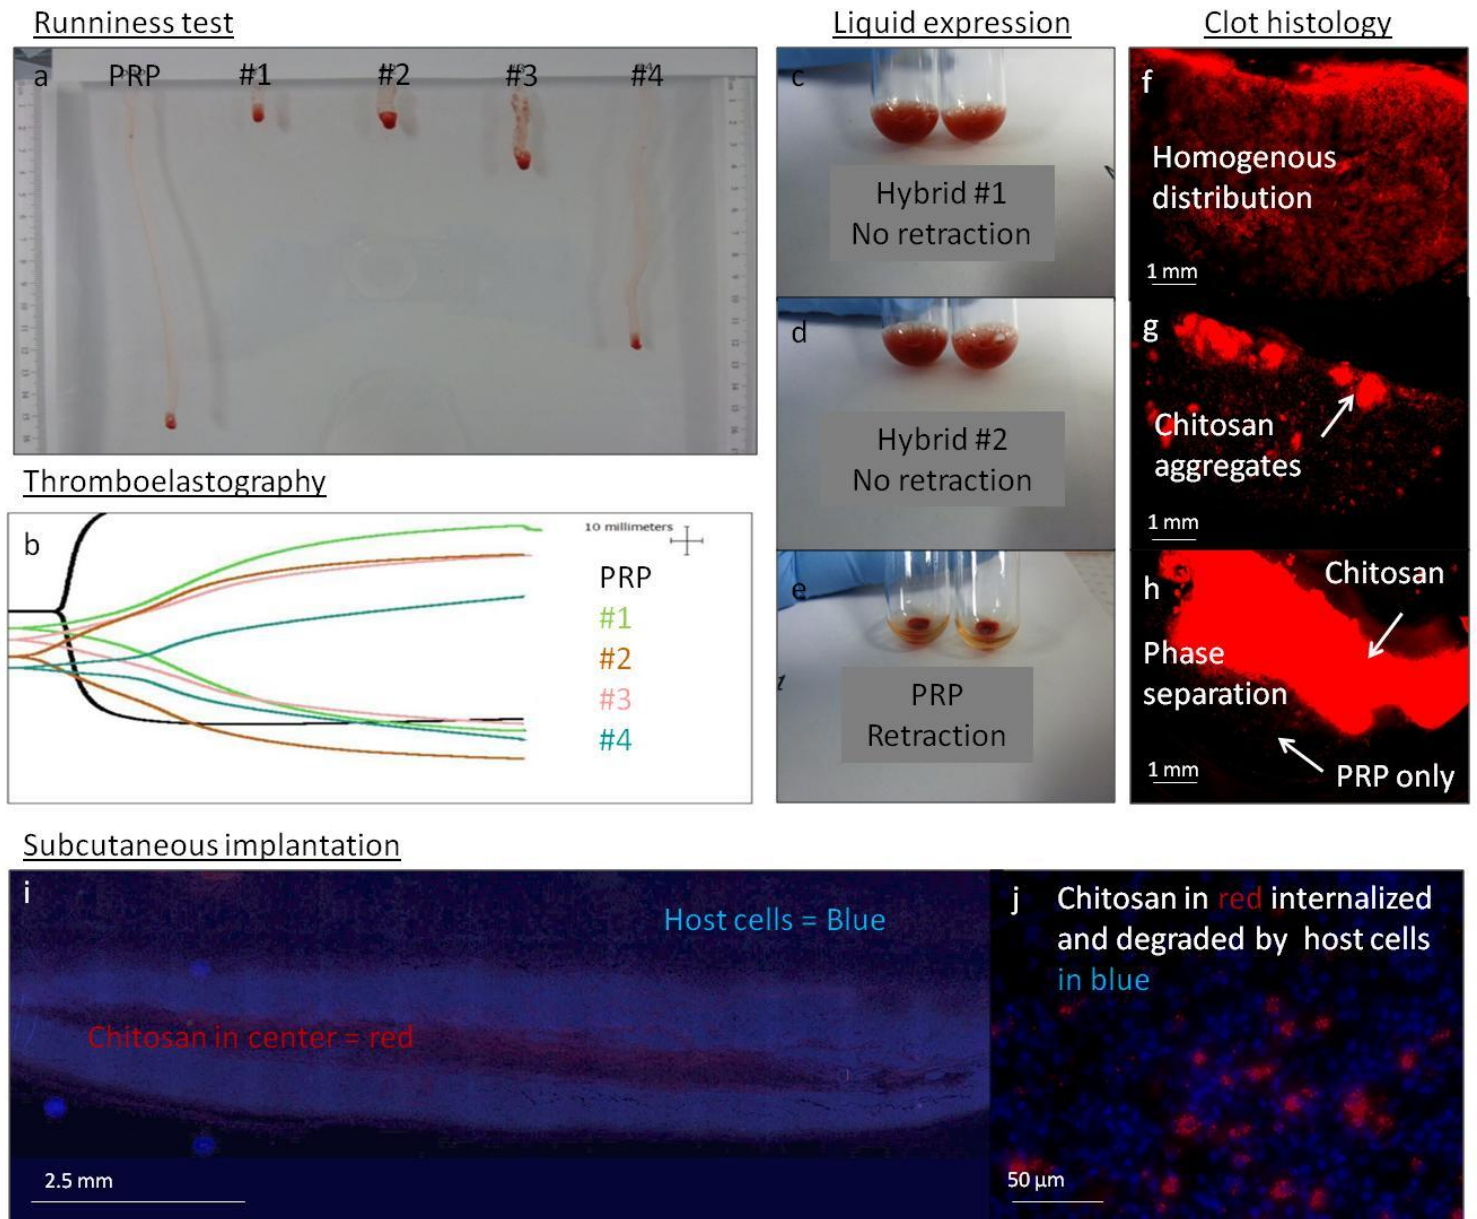 Runniness test
a
PRP
#1
#2
#3
#4
Thromboelastography
b
10 millimeters
PRP
#1
#2
#3
#4
Liquid expression
c
Hybrid #1
No retraction
d
Hybrid #2
No retraction
e
PRP
Retraction
Clot histology
f
Homogenous
distribution
1 mm
g
Chitosan
aggregates
1 mm
h
Chitosan
Phase
separation
PRP only
1 mm
Subcutaneous implantation
i
Host cells = Blue
Chitosan in center = red
2.5 mm
j
Chitosan in red internalized
and degraded by host cells
in blue
50 µm